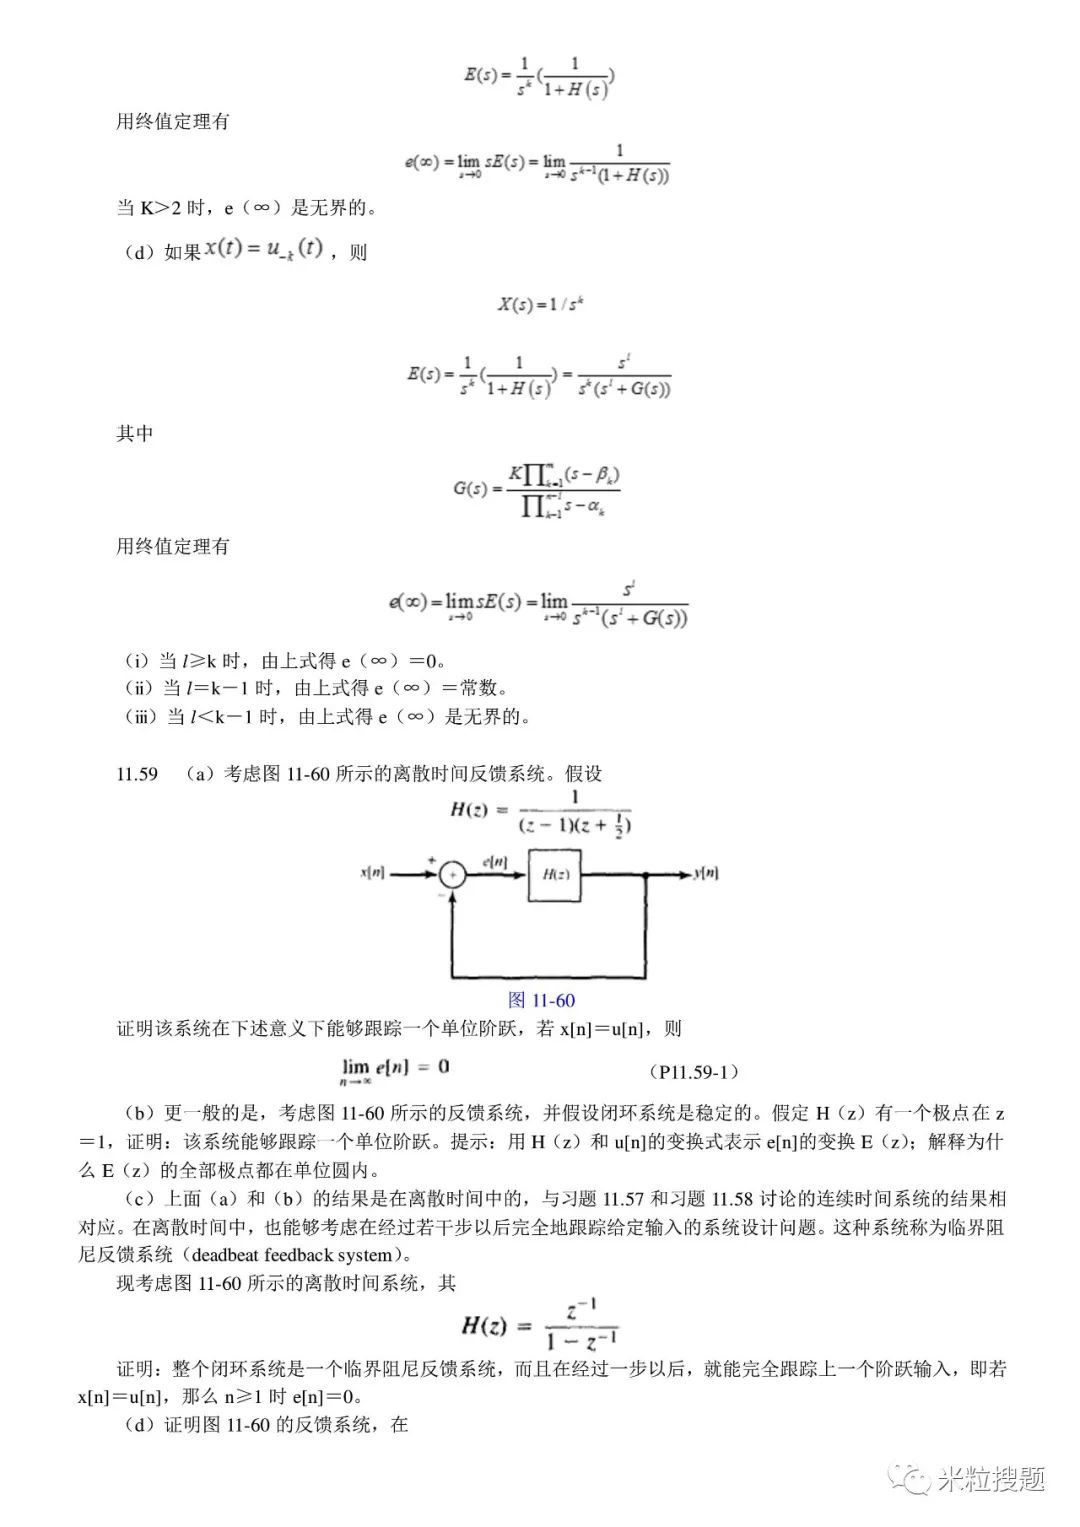 E(s) = 1/s^k (1/(1+H(s)))
用终值定理有
e(∞) = lim_{s→0} sE(s) = lim_{s→0} 1/(s^{k-1}(1+H(s)))
当 K＞2 时，e（∞）是无界的。
（d）如果 x(t) = u_{-k}(t) ，则
X(s) = 1/s^k
E(s) = 1/s^k (1/(1+H(s))) = s^l/(s^k(s^l + G(s)))
其中
G(s) = K∏_{k=1}^{m}(s-β_k) / ∏_{k=1}^{n-l} s-α_k
用终值定理有
e(∞) = lim_{s→0} sE(s) = lim_{s→0} s^l/(s^{k-1}(s^l + G(s)))
（i）当 l≥k 时，由上式得 e（∞）＝0。
（ii）当 l＝k－1 时，由上式得 e（∞）＝常数。
（iii）当 l＜k－1 时，由上式得 e（∞）是无界的。
11.59 （a）考虑图 11-60 所示的离散时间反馈系统。假设
H(z) = 1/((z - 1)(z + 1/2))
x[n] + + − e[n] H(z) y[n]
图 11-60
证明该系统在下述意义下能够跟踪一个单位阶跃，若 x[n]＝u[n]，则
lim_{n→∞} e[n] = 0 （P11.59-1）
（b）更一般的是，考虑图 11-60 所示的反馈系统，并假设闭环系统是稳定的。假定 H（z）有一个极点在 z
＝1，证明：该系统能够跟踪一个单位阶跃。提示：用 H（z）和 u[n]的变换式表示 e[n]的变换 E（z）；解释为什
么 E（z）的全部极点都在单位圆内。
（c）上面（a）和（b）的结果是在离散时间中的，与习题 11.57 和习题 11.58 讨论的连续时间系统的结果相
对应。在离散时间中，也能够考虑在经过若干步以后完全地跟踪给定输入的系统设计问题。这种系统称为临界阻
尼反馈系统（deadbeat feedback system）。
现考虑图 11-60 所示的离散时间系统，其
H(z) = z^{-1}/(1 - z^{-1})
证明：整个闭环系统是一个临界阻尼反馈系统，而且在经过一步以后，就能完全跟踪上一个阶跃输入，即若
x[n]＝u[n]，那么 n≥1 时 e[n]＝0。
（d）证明图 11-60 的反馈系统，在
米粒搜题